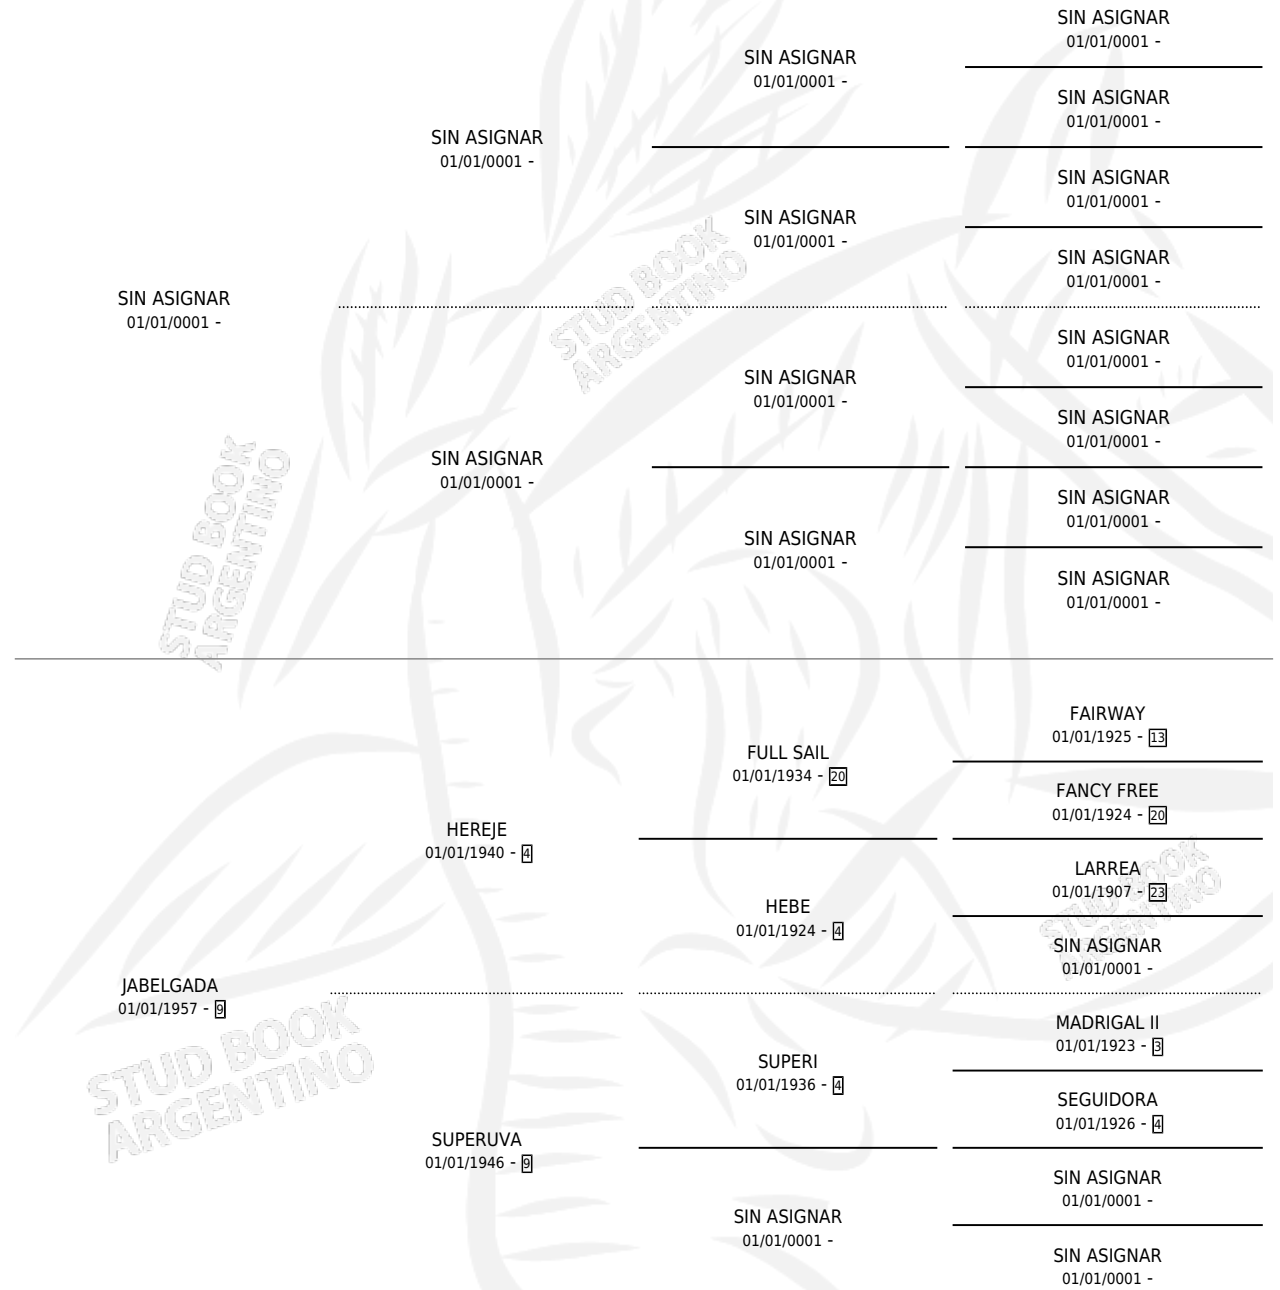 SIN ASIGNAR
01/01/0001 -
SIN ASIGNAR
01/01/0001 -
SIN ASIGNAR
01/01/0001 -
SIN ASIGNAR
01/01/0001 -
SIN ASIGNAR
01/01/0001 -
SIN ASIGNAR
01/01/0001 -
SIN ASIGNAR
01/01/0001 -
SIN ASIGNAR
01/01/0001 -
STUD BOOK
ARGENTINO
SIN ASIGNAR
01/01/0001 -
SIN ASIGNAR
01/01/0001 -
SIN ASIGNAR
01/01/0001 -
SIN ASIGNAR
01/01/0001 -
SIN ASIGNAR
01/01/0001 -
STUD BOOK
ARGENTINO
SIN ASIGNAR
01/01/0001 -
SIN ASIGNAR
01/01/0001 -
FAIRWAY
01/01/1925 - 13
FULL SAIL
01/01/1934 - 20
FANCY FREE
01/01/1924 - 20
HEREJE
01/01/1940 - 4
LARREA
01/01/1907 - 23
STUD BOOK
ARGENTINO
HEBE
01/01/1924 - 4
SIN ASIGNAR
01/01/0001 -
JABELGADA
01/01/1957 - 9
STUD BOOK
ARGENTINO
MADRIGAL II
01/01/1923 - 3
SUPERI
01/01/1936 - 4
SEGUIDORA
01/01/1926 - 4
SUPERUVA
01/01/1946 - 9
SIN ASIGNAR
01/01/0001 -
SIN ASIGNAR
01/01/0001 -
SIN ASIGNAR
01/01/0001 -